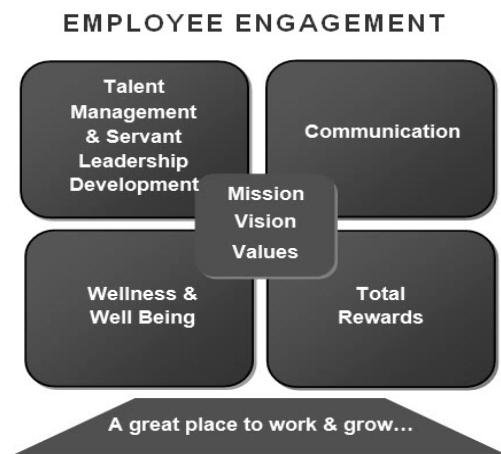 EMPLOYEE ENGAGEMENT
Talent
Management
& Servant
Leadership
Development
Communication
Mission
Vision
Values
Wellness &
Well Being
Total
Rewards
A great place to work & grow...